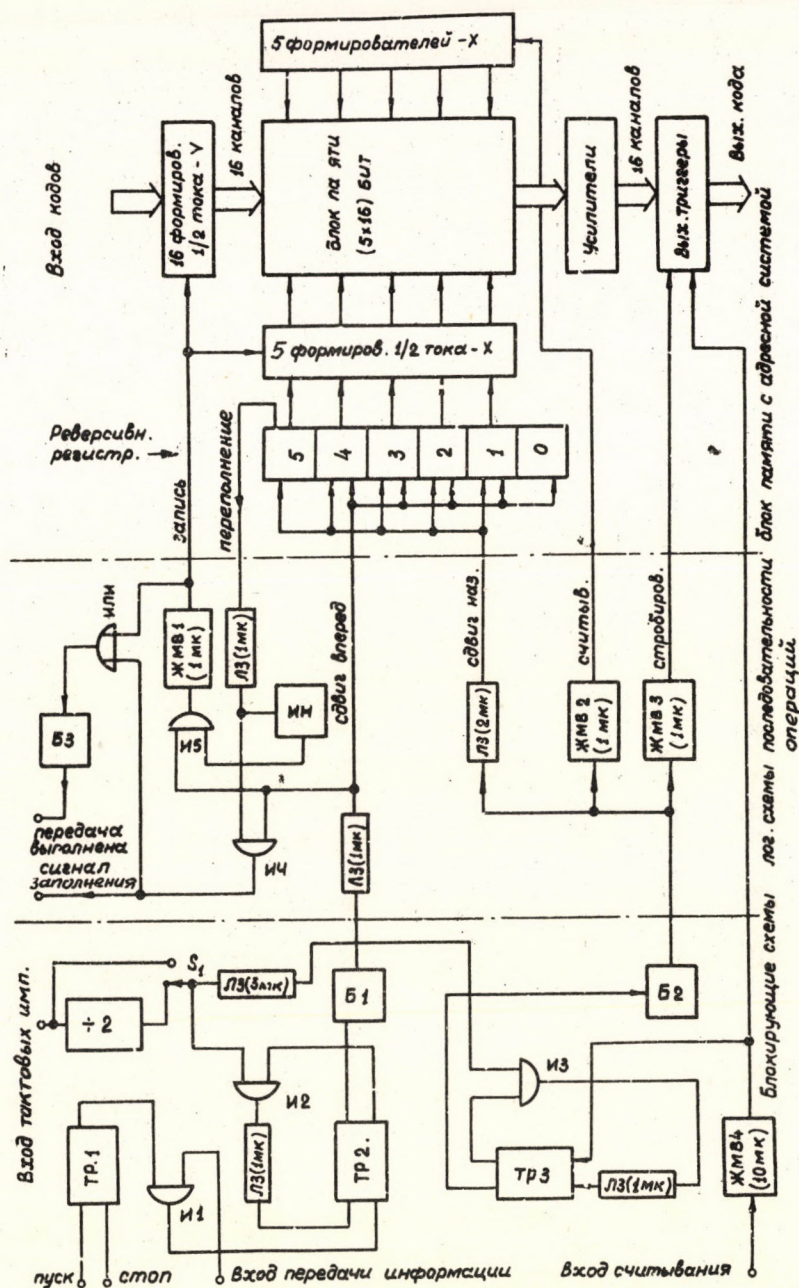 5 формирователей -X
Вход кодов
16 формиров.
1/2 тока - У
16 каналов
Блок па яти
(5х16) БИТ
Усилители
16 каналов
Вых. триггеры
Вых. кода
5 формиров. 1/2 тока - X
Реверсивн.
регистр.
5
4
3
2
1
0
запись
переполнение
сдвиг вперед
сдвиг наз.
считыв.
стробиров.
блок памяти с адресной системой
или
ЖМВ1
(1мк)
ЛЗ(1мк)
Б3
И5
ИН
И4
ЛЗ(1мк)
ЛЗ(2мк)
ЖМВ2
(1мк)
ЖМВ3
(1мк)
передача
выполнена
сигнал
заполнения
лог. схемы последовательности
операций
Вход тактовых имп.
÷2
S1
ЛЗ(3мк)
Б1
Б2
ТР.1
И1
И2
ЛЗ(1мк)
ТР2.
И3
ТР3
ЛЗ(1мк)
ЖМВ4
(10мк)
Блокирующие схемы
пуск
стоп
Вход передачи информации
Вход считывания